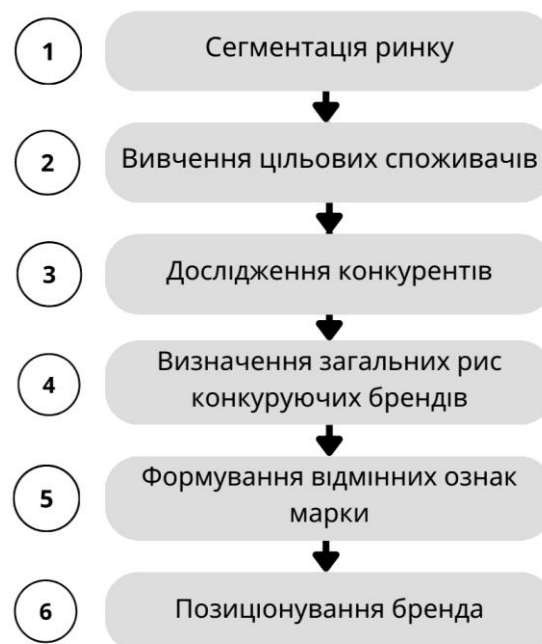 1
Сегментація ринку
2
Вивчення цільових споживачів
3
Дослідження конкурентів
4
Визначення загальних рис
конкуруючих брендів
5
Формування відмінних ознак
марки
6
Позиціонування бренда